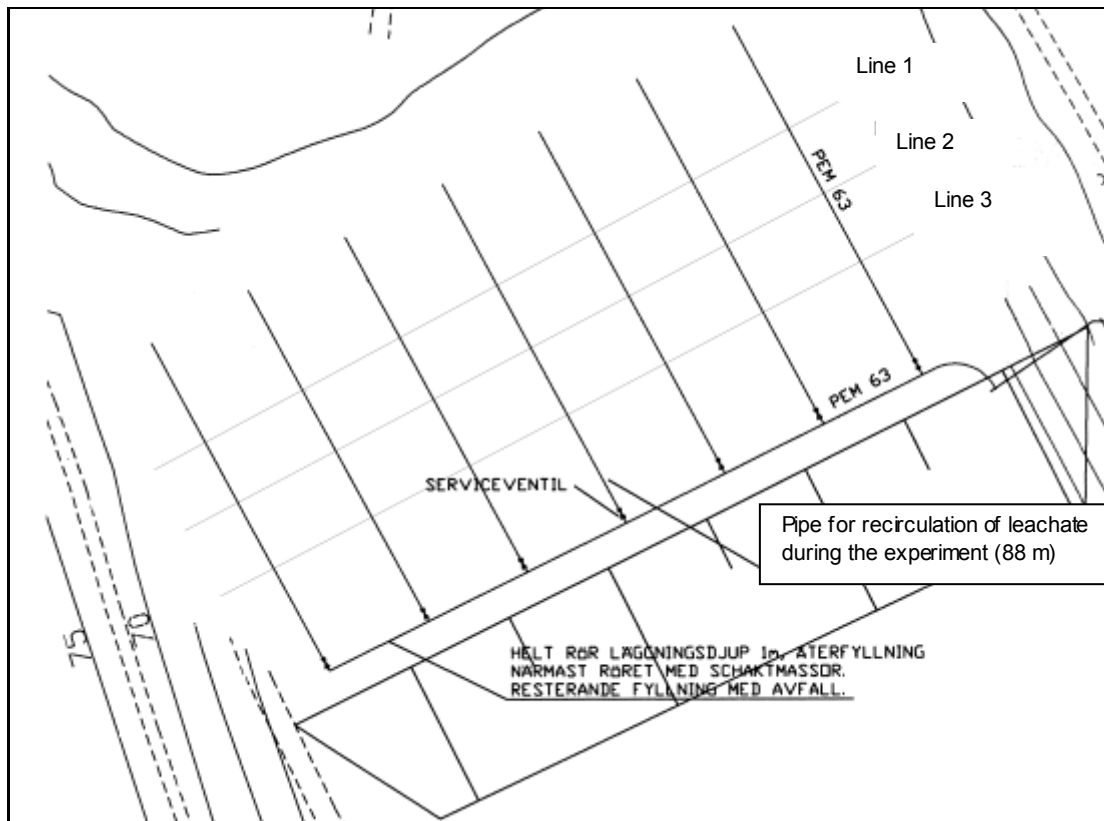 Line 1
Line 2
Line 3
PEM 63
PEM 63
SERVICEVENTIL
Pipe for recirculation of leachate
during the experiment (88 m)
HELT RÖR LÄGGNINGSDJUP 1m, ÅTERFYLLNING
NÄRMAST RÖRET MED SCHAKTMASSOR.
RESTERANDE FYLLNING MED AVFALL.
75
70